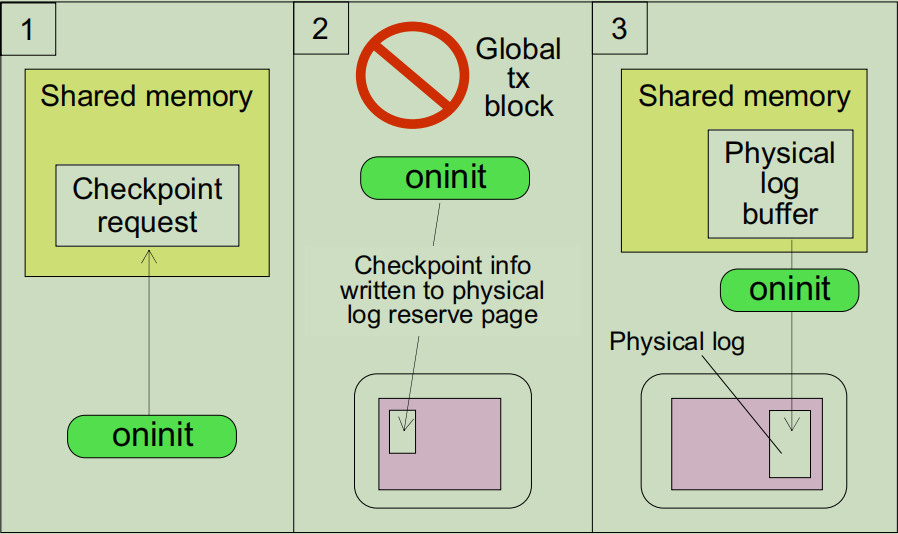 1
Shared memory
Checkpoint
request
oninit
2
Global
tx
block
oninit
Checkpoint info
written to physical
log reserve page
3
Shared memory
Physical
log
buffer
oninit
Physical log